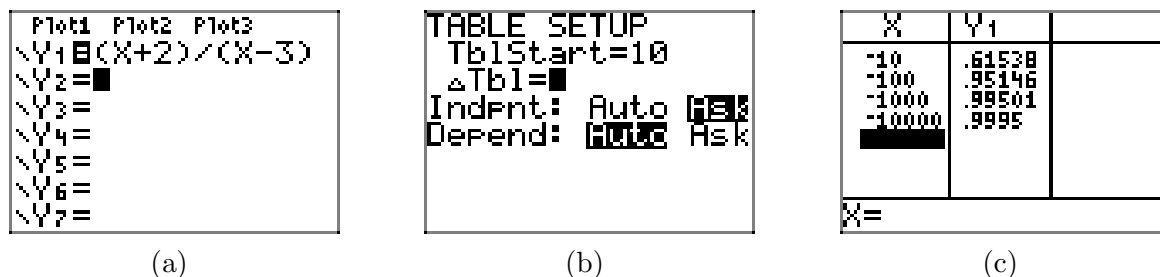 Plot1 Plot2 Plot3
\Y1=(X+2)/(X-3)
\Y2=
\Y3=
\Y4=
\Y5=
\Y6=
\Y7=
(a)
TABLE SETUP
TblStart=10
△Tbl=
Indpnt: Auto Ask
Depend: Auto Ask
(b)
X Y1
-10 .61538
-100 .95146
-1000 .99501
-10000 .9995
X=
(c)